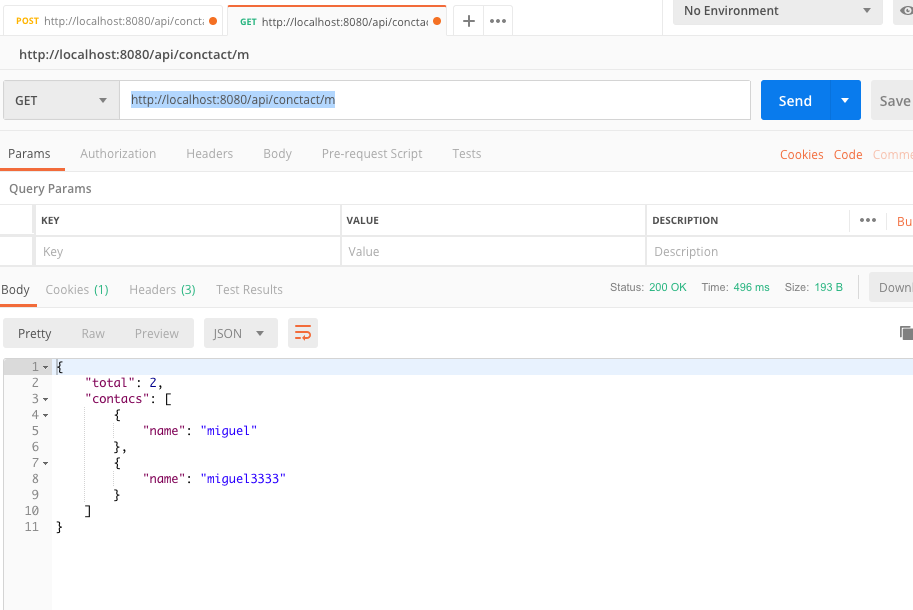 POST http://localhost:8080/api/conta
GET http://localhost:8080/api/conctac
No Environment
http://localhost:8080/api/conctact/m
GET http://localhost:8080/api/conctact/m Send Save
Params Authorization Headers Body Pre-request Script Tests Cookies Code Comme
Query Params
KEY VALUE DESCRIPTION ••• Bu
Key Value Description
Body Cookies (1) Headers (3) Test Results Status: 200 OK Time: 496 ms Size: 193 B Downl
Pretty Raw Preview JSON
1 {
2 "total": 2,
3 "contacs": [
4 {
5 "name": "miguel"
6 },
7 {
8 "name": "miguel3333"
9 }
10 ]
11 }